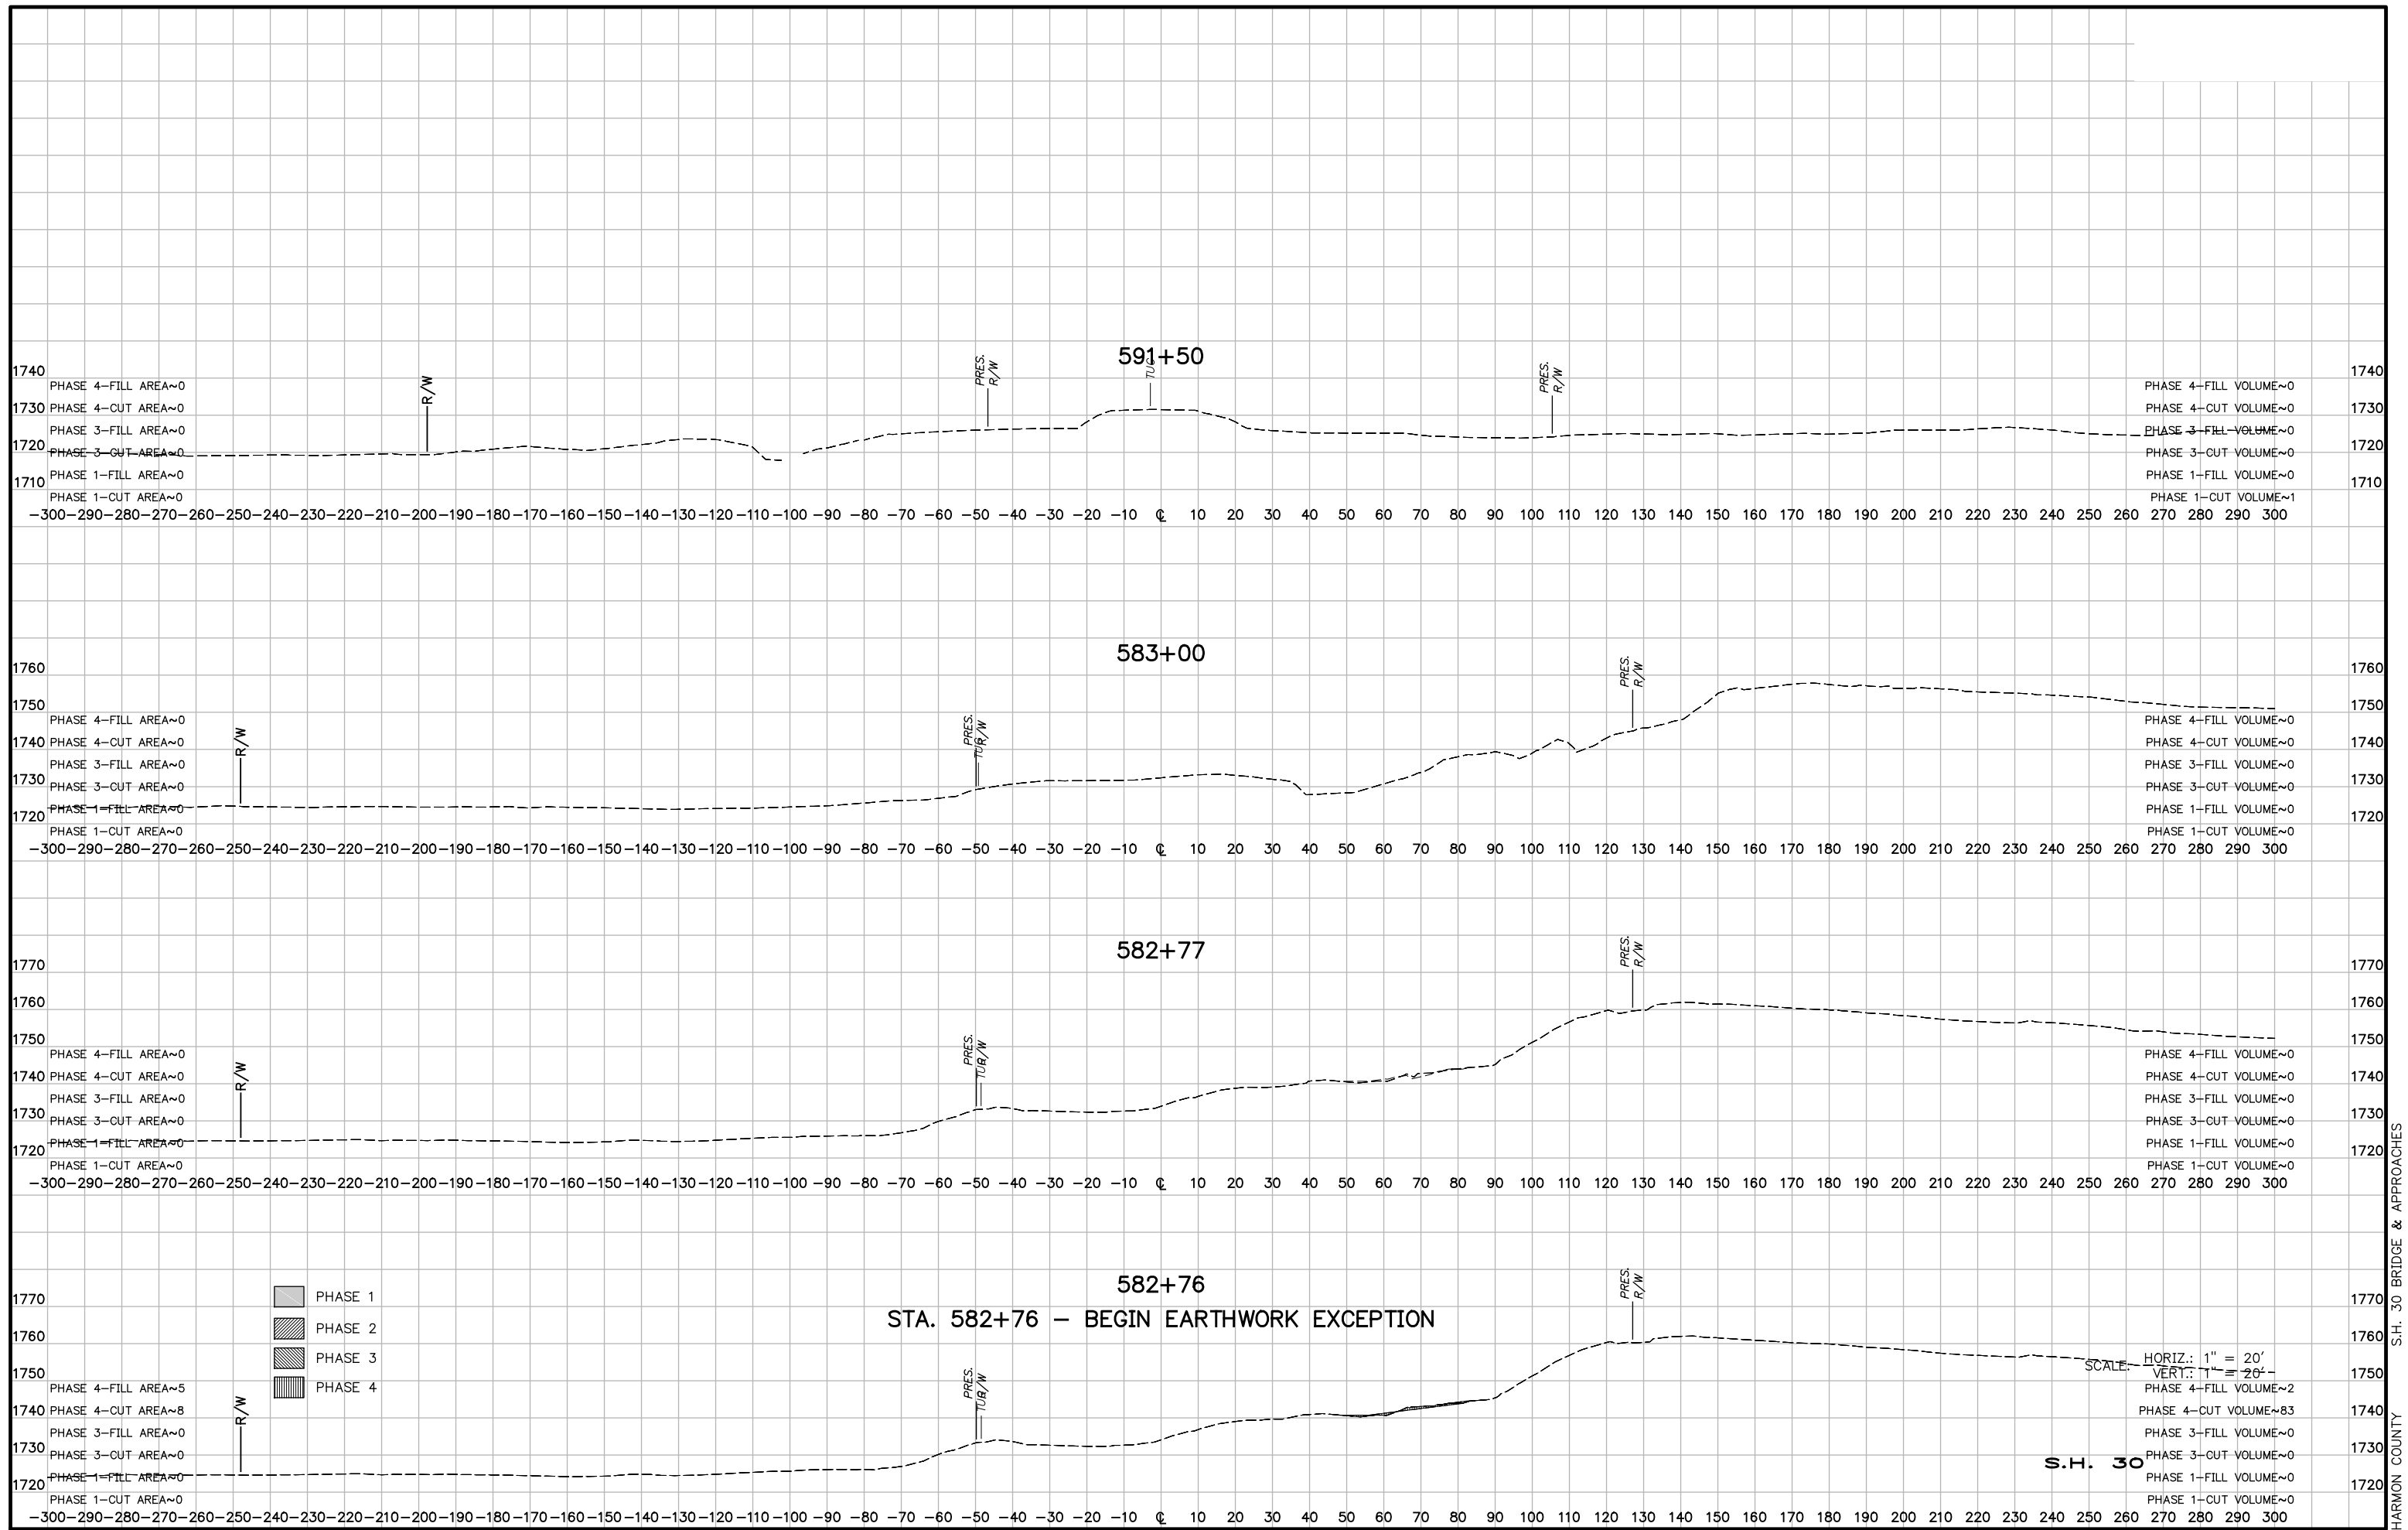 591+50
PRES.
R/W
TUG
PRES.
R/W
R/W
1740 1740
PHASE 4-FILL AREA~0 PHASE 4-FILL VOLUME~0
1730 PHASE 4-CUT AREA~0 PHASE 4-CUT VOLUME~0 1730
PHASE 3-FILL AREA~0 PHASE 3-FILL VOLUME~0
1720 PHASE 3-CUT AREA~0 PHASE 3-CUT VOLUME~0 1720
PHASE 1-FILL AREA~0 PHASE 1-FILL VOLUME~0
1710 PHASE 1-CUT AREA~0 PHASE 1-CUT VOLUME~1 1710
-300 -290 -280 -270 -260 -250 -240 -230 -220 -210 -200 -190 -180 -170 -160 -150 -140 -130 -120 -110 -100 -90 -80 -70 -60 -50 -40 -30 -20 -10 ℄ 10 20 30 40 50 60 70 80 90 100 110 120 130 140 150 160 170 180 190 200 210 220 230 240 250 260 270 280 290 300
583+00
PRES.
R/W
PRES.
R/W
TUG
R/W
1760 1760
1750 1750
PHASE 4-FILL AREA~0 PHASE 4-FILL VOLUME~0
1740 PHASE 4-CUT AREA~0 PHASE 4-CUT VOLUME~0 1740
PHASE 3-FILL AREA~0 PHASE 3-FILL VOLUME~0
1730 PHASE 3-CUT AREA~0 PHASE 3-CUT VOLUME~0 1730
PHASE 1-FILL AREA~0 PHASE 1-FILL VOLUME~0
1720 PHASE 1-CUT AREA~0 PHASE 1-CUT VOLUME~0 1720
-300 -290 -280 -270 -260 -250 -240 -230 -220 -210 -200 -190 -180 -170 -160 -150 -140 -130 -120 -110 -100 -90 -80 -70 -60 -50 -40 -30 -20 -10 ℄ 10 20 30 40 50 60 70 80 90 100 110 120 130 140 150 160 170 180 190 200 210 220 230 240 250 260 270 280 290 300
582+77
PRES.
R/W
PRES.
R/W
TUG
R/W
1770 1770
1760 1760
1750 1750
PHASE 4-FILL AREA~0 PHASE 4-FILL VOLUME~0
1740 PHASE 4-CUT AREA~0 PHASE 4-CUT VOLUME~0 1740
PHASE 3-FILL AREA~0 PHASE 3-FILL VOLUME~0
1730 PHASE 3-CUT AREA~0 PHASE 3-CUT VOLUME~0 1730
PHASE 1-FILL AREA~0 PHASE 1-FILL VOLUME~0
1720 PHASE 1-CUT AREA~0 PHASE 1-CUT VOLUME~0 1720
-300 -290 -280 -270 -260 -250 -240 -230 -220 -210 -200 -190 -180 -170 -160 -150 -140 -130 -120 -110 -100 -90 -80 -70 -60 -50 -40 -30 -20 -10 ℄ 10 20 30 40 50 60 70 80 90 100 110 120 130 140 150 160 170 180 190 200 210 220 230 240 250 260 270 280 290 300
582+76
STA. 582+76 - BEGIN EARTHWORK EXCEPTION
PRES.
R/W
PRES.
R/W
TUG
R/W
PHASE 1
PHASE 2
PHASE 3
PHASE 4
1770 1770
1760 1760
1750 1750
SCALE: HORIZ.: 1" = 20'
VERT.: 1" = 20'
PHASE 4-FILL AREA~5 PHASE 4-FILL VOLUME~2
1740 PHASE 4-CUT AREA~8 PHASE 4-CUT VOLUME~83 1740
PHASE 3-FILL AREA~0 PHASE 3-FILL VOLUME~0
1730 PHASE 3-CUT AREA~0 PHASE 3-CUT VOLUME~0 1730
S.H. 30
PHASE 1-FILL AREA~0 PHASE 1-FILL VOLUME~0
1720 PHASE 1-CUT AREA~0 PHASE 1-CUT VOLUME~0 1720
-300 -290 -280 -270 -260 -250 -240 -230 -220 -210 -200 -190 -180 -170 -160 -150 -140 -130 -120 -110 -100 -90 -80 -70 -60 -50 -40 -30 -20 -10 ℄ 10 20 30 40 50 60 70 80 90 100 110 120 130 140 150 160 170 180 190 200 210 220 230 240 250 260 270 280 290 300
HARMON COUNTY S.H. 30 BRIDGE & APPROACHES